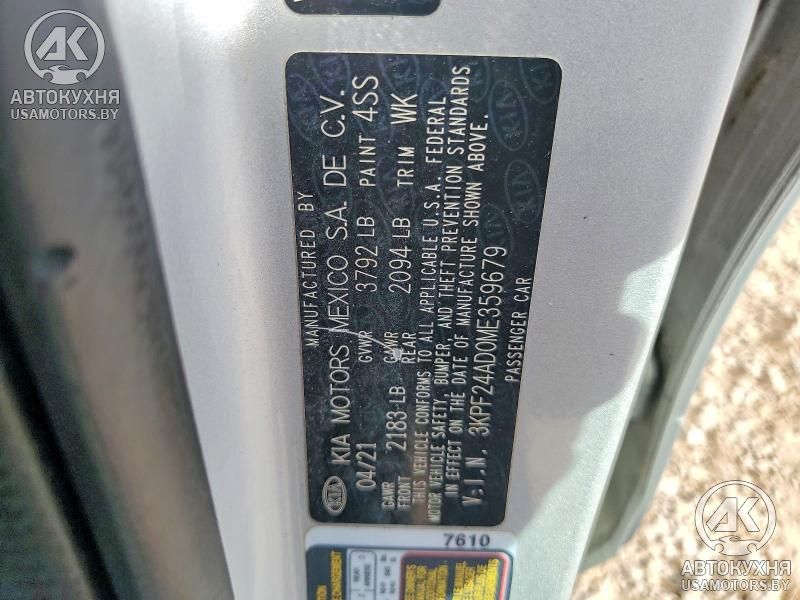 АВТОКУХНЯ
USAMOTORS.BY
MANUFACTURED BY
KIA KIA MOTORS MEXICO S.A. DE C.V.
04/21 GVWR 3792 LB PAINT 4SS
GAWR FRONT 2183 LB GAWR REAR 2094 LB TRIM WK
THIS VEHICLE CONFORMS TO ALL APPLICABLE U.S.A. FEDERAL
MOTOR VEHICLE SAFETY, BUMPER, AND THEFT PREVENTION STANDARDS
IN EFFECT ON THE DATE OF MANUFACTURE SHOWN ABOVE.
V.I.N. 3KPF24AD0ME359679
PASSENGER CAR
7610
АВТОКУХНЯ
USAMOTORS.BY